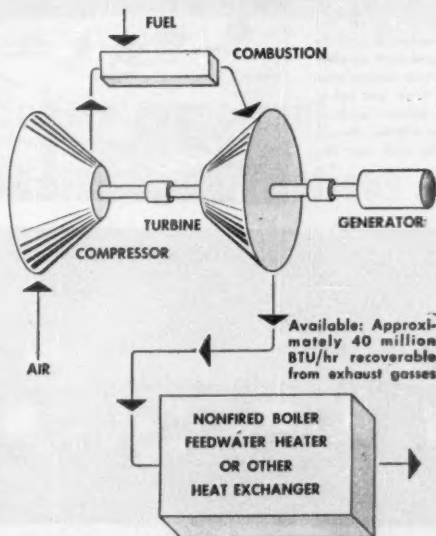 FUEL
COMBUSTION
TURBINE
GENERATOR
COMPRESSOR
AIR
Available: Approxi-
mately 40 million
BTU/hr recoverable
from exhaust gasses
NONFIRED BOILER
FEEDWATER HEATER
OR OTHER
HEAT EXCHANGER